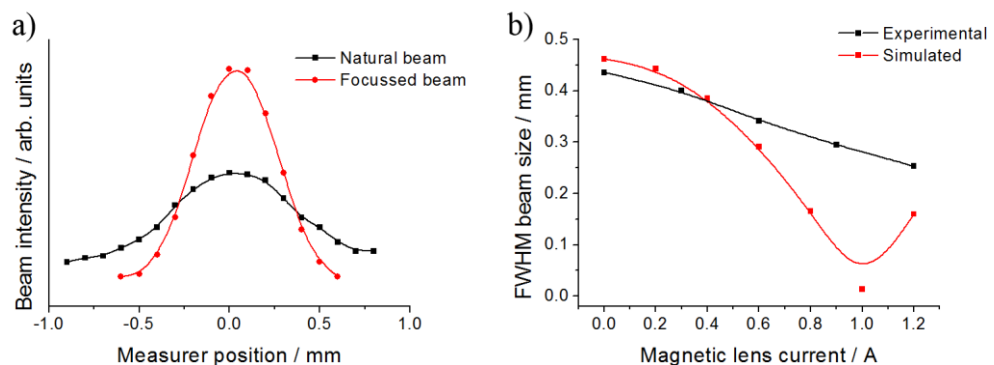 a)
Beam intensity / arb. units
Natural beam
Focussed beam
-1.0
-0.5
0.0
0.5
1.0
Measurer position / mm
b)
FWHM beam size / mm
0.5
0.4
0.3
0.2
0.1
0.0
Experimental
Simulated
0.0
0.2
0.4
0.6
0.8
1.0
1.2
Magnetic lens current / A